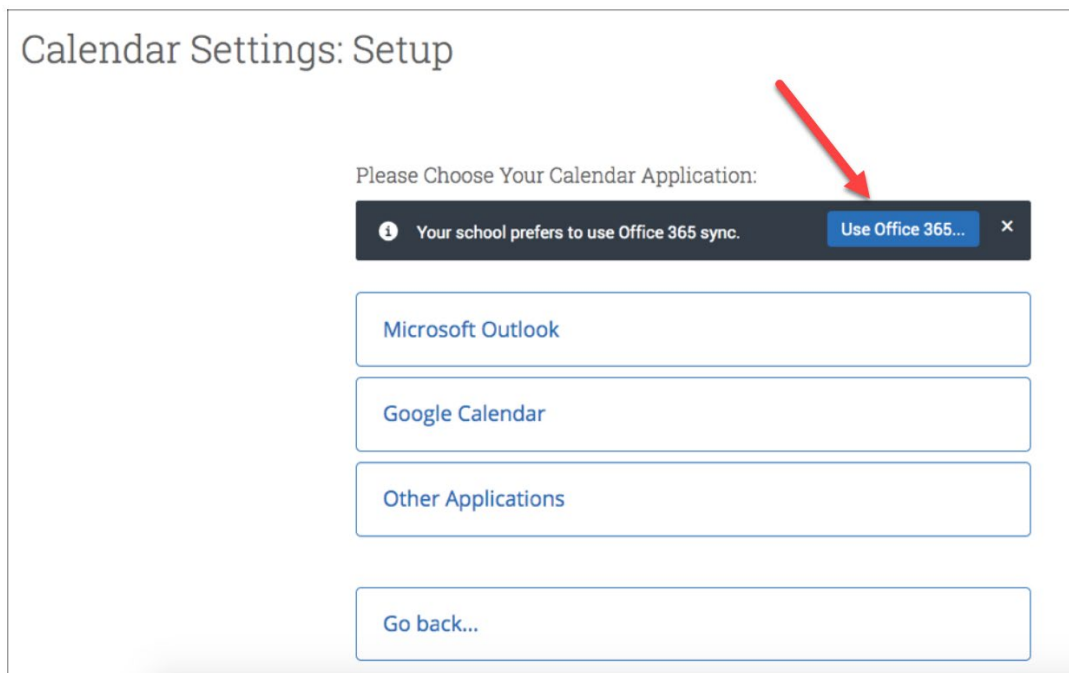 Calendar Settings: Setup
Please Choose Your Calendar Application:
Your school prefers to use Office 365 sync.
Use Office 365...
Microsoft Outlook
Google Calendar
Other Applications
Go back...